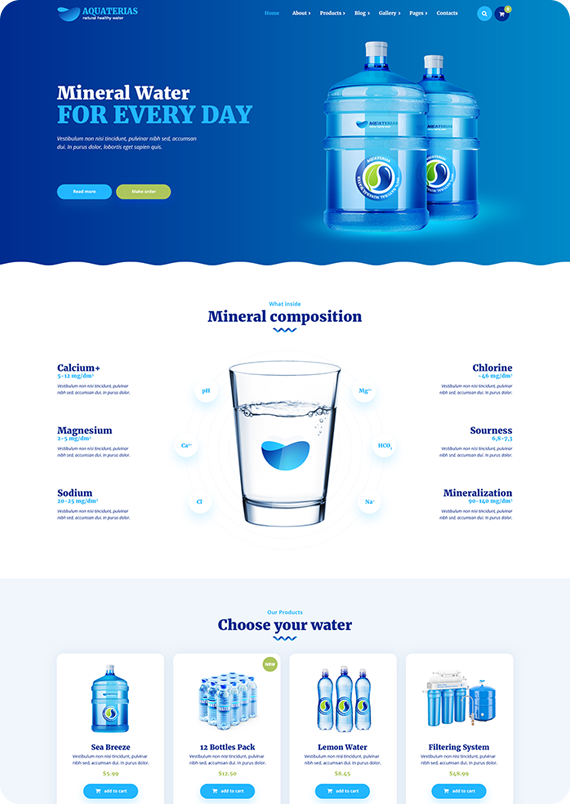 AQUATERIAS
natural healthy water
Home About Products Blog Gallery Pages Contacts
Mineral Water
FOR EVERY DAY
Vestibulum non nisi tincidunt, pulvinar nibh sed, accumsan
dui. In purus dolor, lobortis eget sapien quis.
Read more
Make order
AQUATERIAS
AQUATERIAS
What inside
Mineral composition
Calcium+
5-12 mg/dm³
Vestibulum non nisi tincidunt, pulvinar
nibh sed, accumsan dui. In purus dolor.
Magnesium
2-5 mg/dm³
Vestibulum non nisi tincidunt, pulvinar
nibh sed, accumsan dui. In purus dolor.
Sodium
20-25 mg/dm³
Vestibulum non nisi tincidunt, pulvinar
nibh sed, accumsan dui. In purus dolor.
pH
Ca
Cl
Mg
HCO₃
Na
Chlorine
-46 mg/dm³
Vestibulum non nisi tincidunt, pulvinar
nibh sed, accumsan dui. In purus dolor.
Sourness
6,8-7,3
Vestibulum non nisi tincidunt, pulvinar
nibh sed, accumsan dui. In purus dolor.
Mineralization
90-140 mg/dm³
Vestibulum non nisi tincidunt, pulvinar
nibh sed, accumsan dui. In purus dolor.
Our Products
Choose your water
Sea Breeze
Vestibulum non nisi tincidunt, pulvinar
nibh sed, accumsan dui. In purus dolor.
$5.99
add to cart
NEW
12 Bottles Pack
Vestibulum non nisi tincidunt, pulvinar
nibh sed, accumsan dui. In purus dolor.
$12.50
add to cart
Lemon Water
Vestibulum non nisi tincidunt, pulvinar
nibh sed, accumsan dui. In purus dolor.
$8.45
add to cart
Filtering System
Vestibulum non nisi tincidunt, pulvinar
nibh sed, accumsan dui. In purus dolor.
$48.99
add to cart